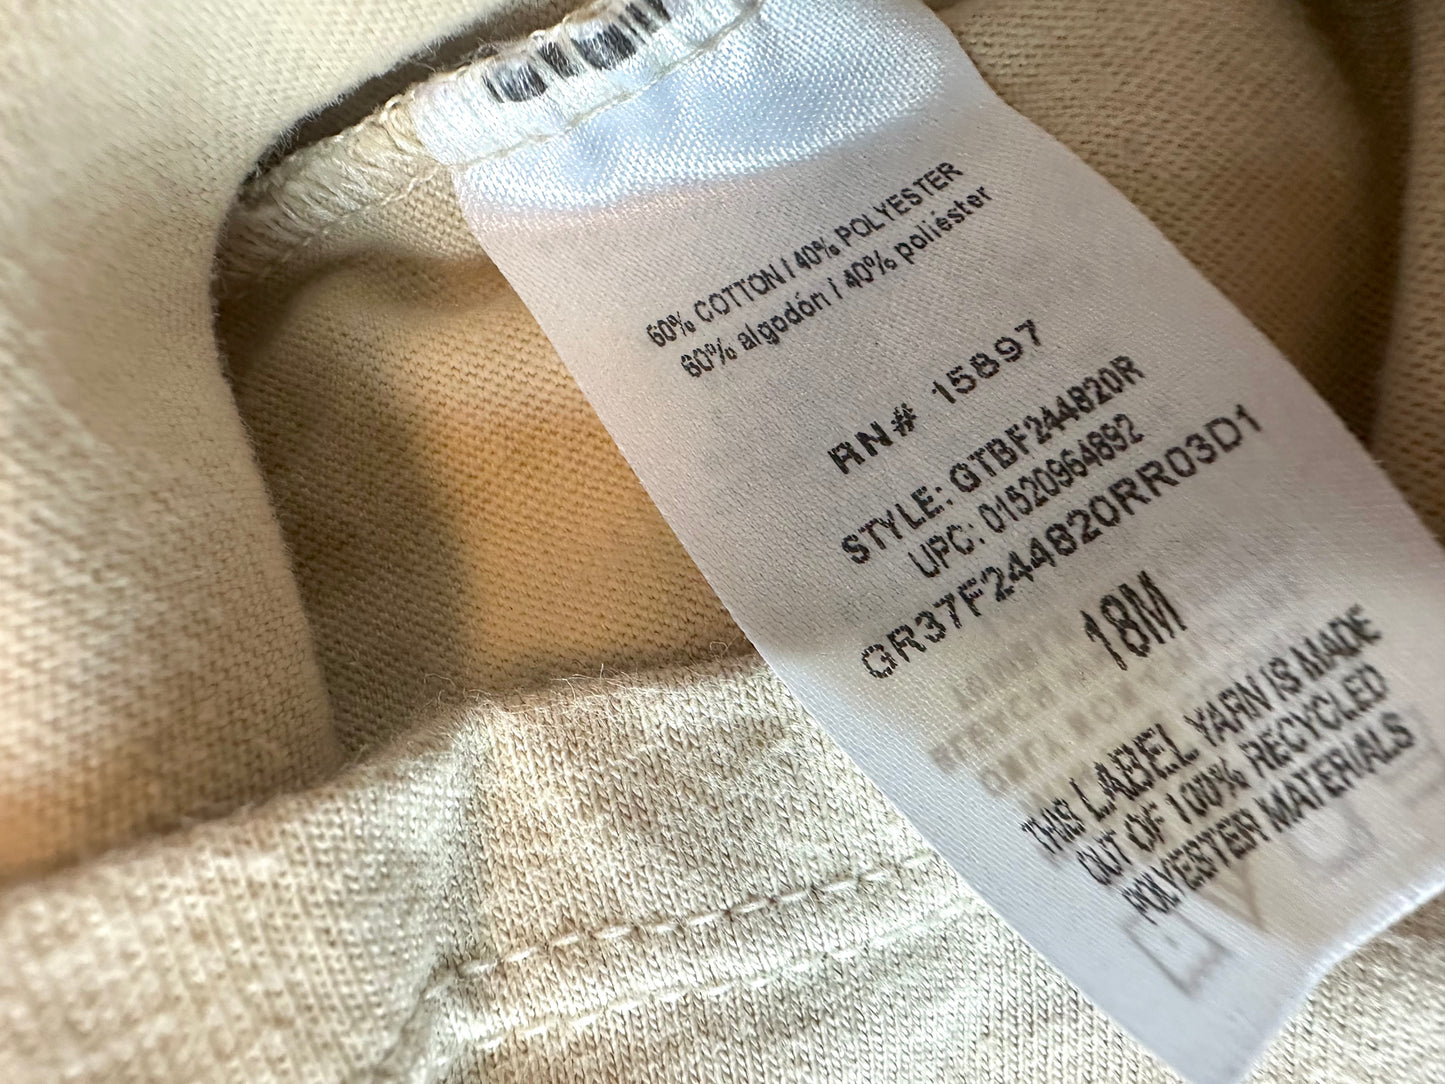 60% COTTON / 40% POLYESTER
60% algodón / 40% poliéster
RN# 15897
STYLE: GTBF244820R
UPC: 01520964892
GR37F244820RR03D1
18M
THIS LABEL YARN IS MADE
OUT OF 100% RECYCLED
POLYESTER MATERIALS